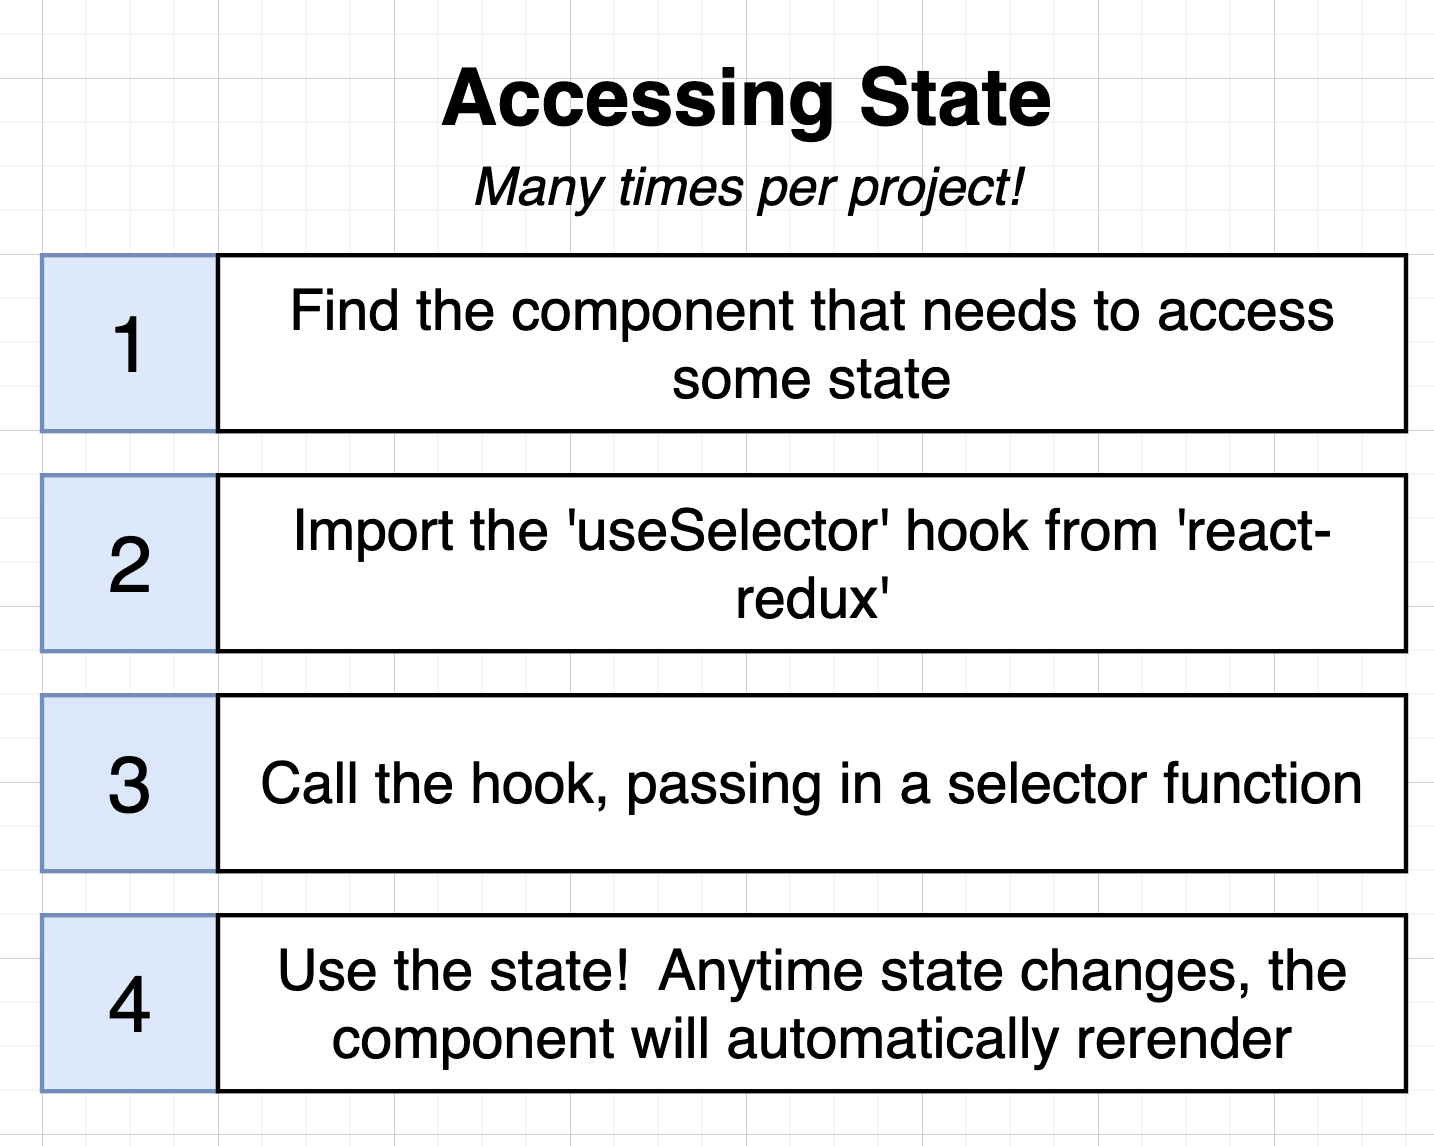 Accessing State
Many times per project!
1
Find the component that needs to access
some state
2
Import the 'useSelector' hook from 'react-
redux'
3
Call the hook, passing in a selector function
4
Use the state!  Anytime state changes, the
component will automatically rerender